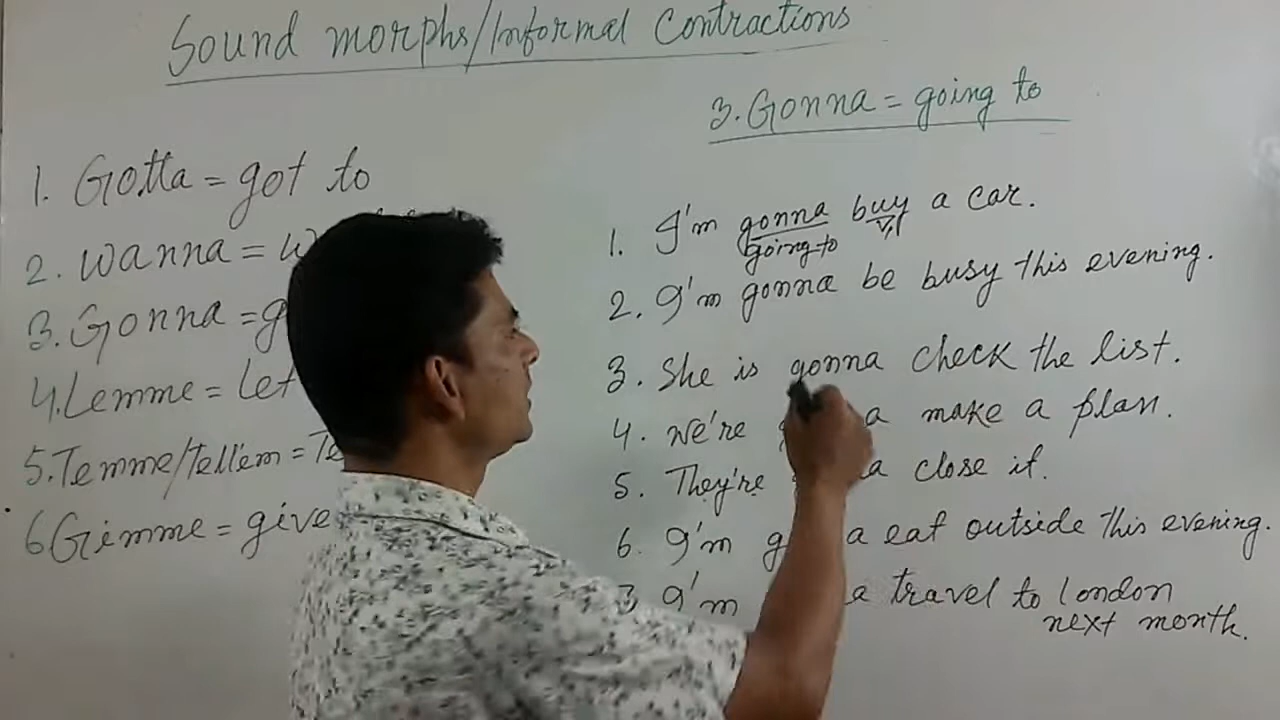 Sound morphs/Informal Contractions
1. Gotta = got to
2. Wanna =
3. Gonna =
4. Lemme = Let
5. Temme/Tell'em =
6 Gimme = give
3. Gonna = going to
1. I'm gonna buy a car.
going to V1
2. I'm gonna be busy this evening.
3. She is gonna check the list.
4. We're make a plan.
5. They're close it.
6. I'm eat outside this evening.
I'm travel to London
next month.